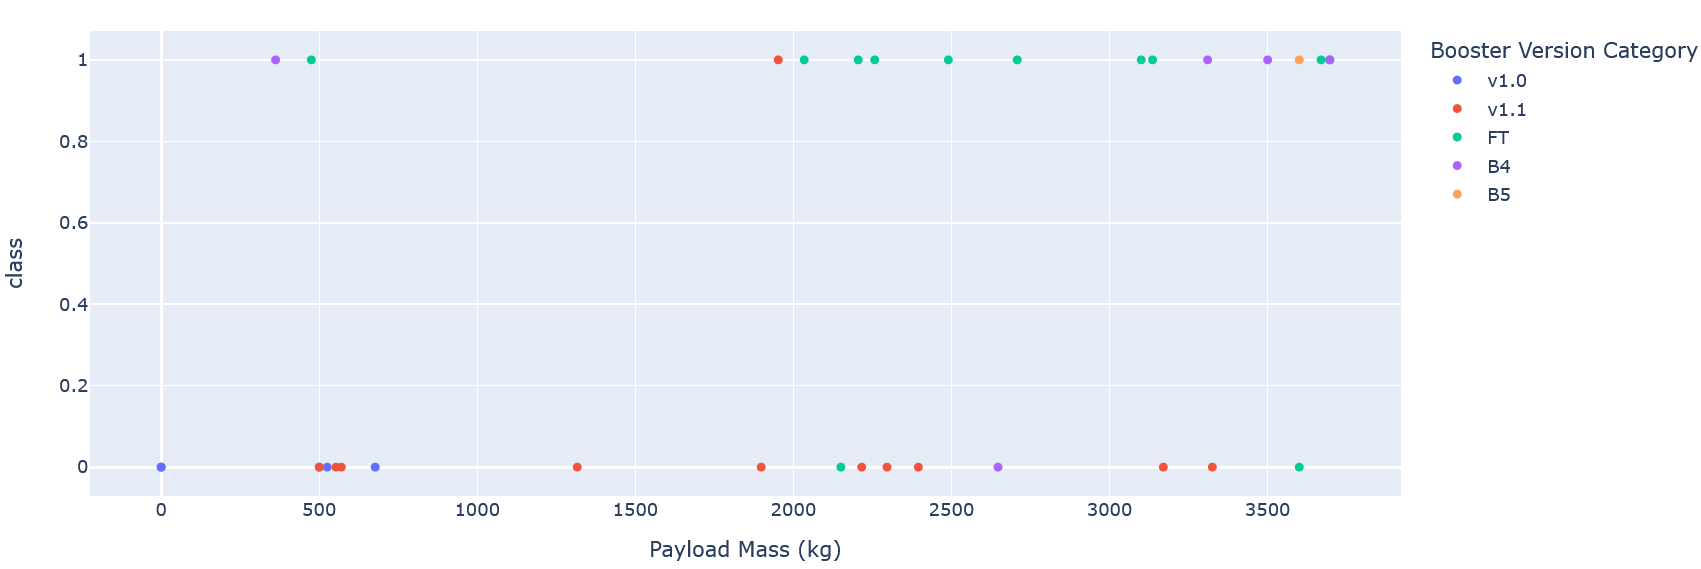 Booster Version Category
v1.0
v1.1
FT
B4
B5
1
0.8
0.6
0.4
0.2
0
class
0 500 1000 1500 2000 2500 3000 3500
Payload Mass (kg)